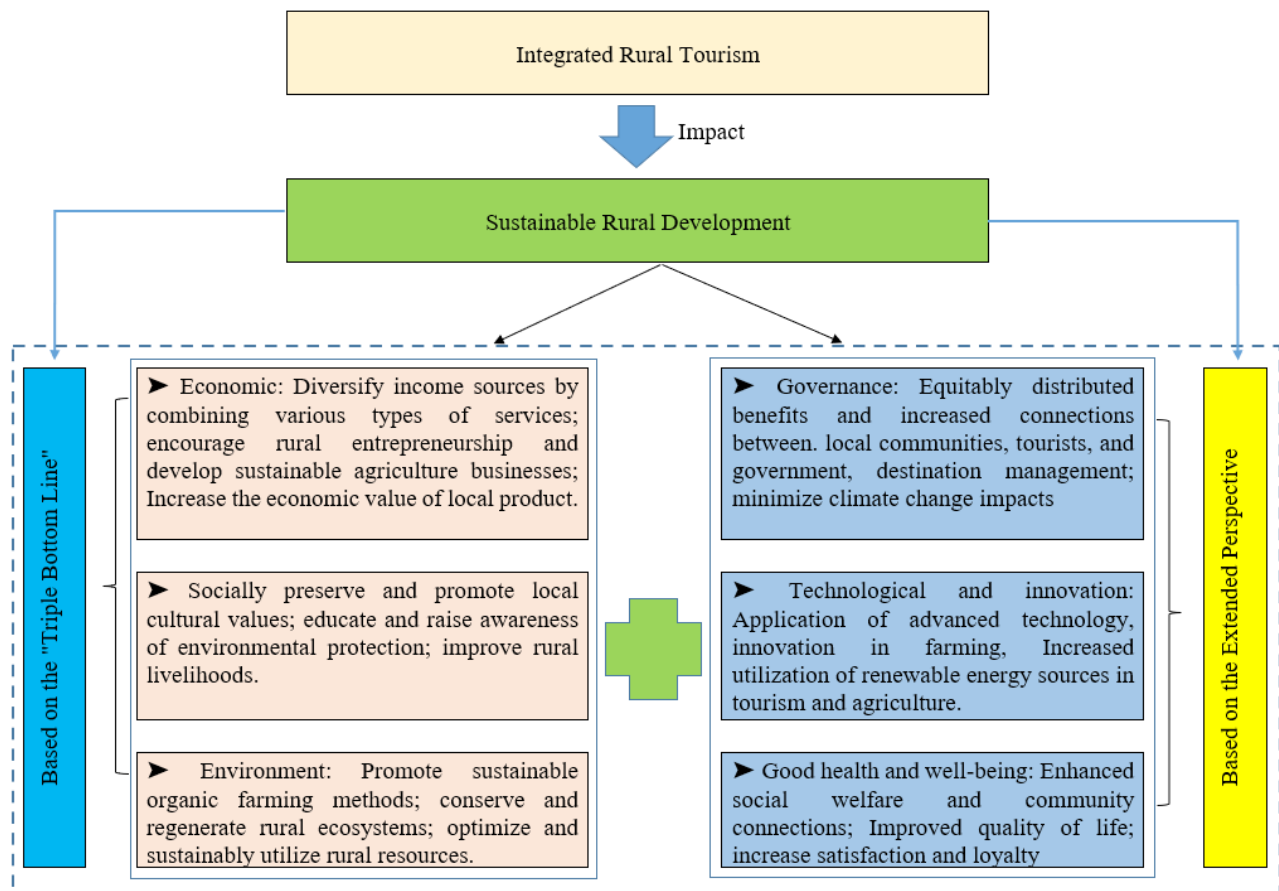 Integrated Rural Tourism
Impact
Sustainable Rural Development
Based on the "Triple Bottom Line"
➤ Economic: Diversify income sources by
combining various types of services;
encourage rural entrepreneurship and
develop sustainable agriculture businesses;
Increase the economic value of local product.
➤ Socially preserve and promote local
cultural values; educate and raise awareness
of environmental protection; improve rural
livelihoods.
➤ Environment: Promote sustainable
organic farming methods; conserve and
regenerate rural ecosystems; optimize and
sustainably utilize rural resources.
➤ Governance: Equitably distributed
benefits and increased connections
between. local communities, tourists, and
government, destination management;
minimize climate change impacts
➤ Technological and innovation:
Application of advanced technology,
innovation in farming, Increased
utilization of renewable energy sources in
tourism and agriculture.
➤ Good health and well-being: Enhanced
social welfare and community
connections; Improved quality of life;
increase satisfaction and loyalty
Based on the Extended Perspective